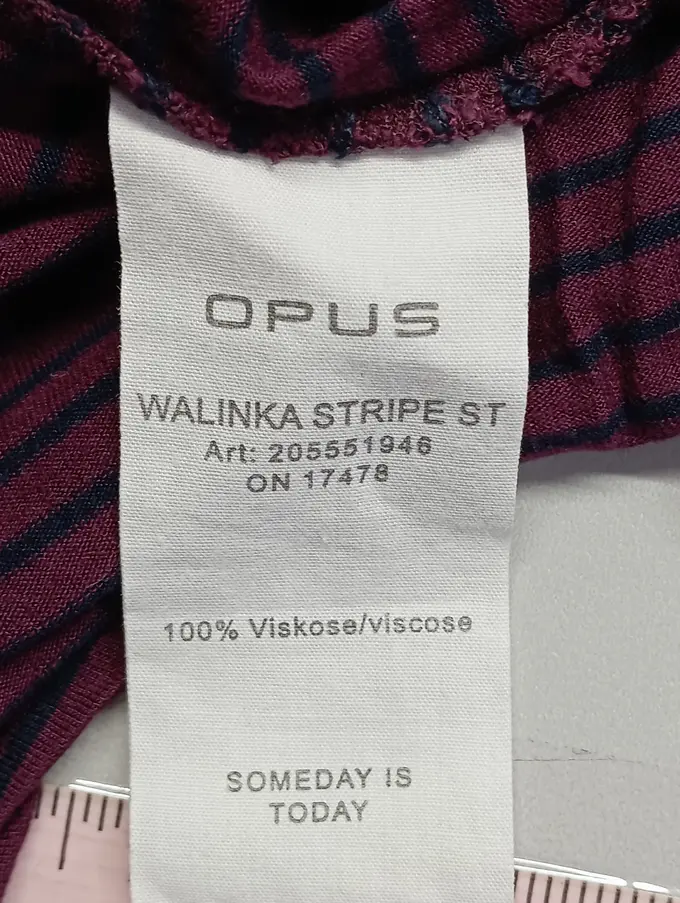 OPUS
WALINKA STRIPE ST
Art: 205551946
ON 17478
100% Viskose/viscose
SOMEDAY IS
TODAY